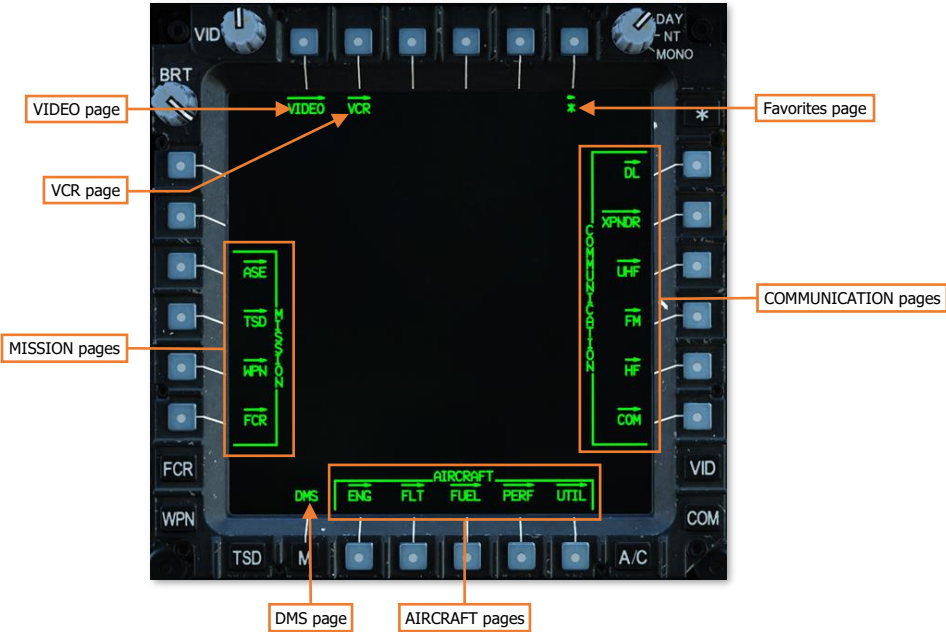 VID
DAY
NT
MONO
BRT
VIDEO page
VIDEO VCR *
Favorites page
*
VCR page
DL
XPNDR
UHF
FM
HF
COM
COMMUNICATION
COMMUNICATION pages
ASE
TSD
WPN
FCR
MISSION
MISSION pages
FCR
VID
AIRCRAFT
DMS ENG FLT FUEL PERF UTIL
WPN
COM
TSD M A/C
DMS page
AIRCRAFT pages